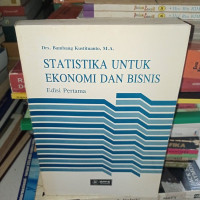 Drs. Bambang Kustituanto, M.A.
STATISTIKA UNTUK
EKONOMI DAN BISNIS
Edisi Pertama